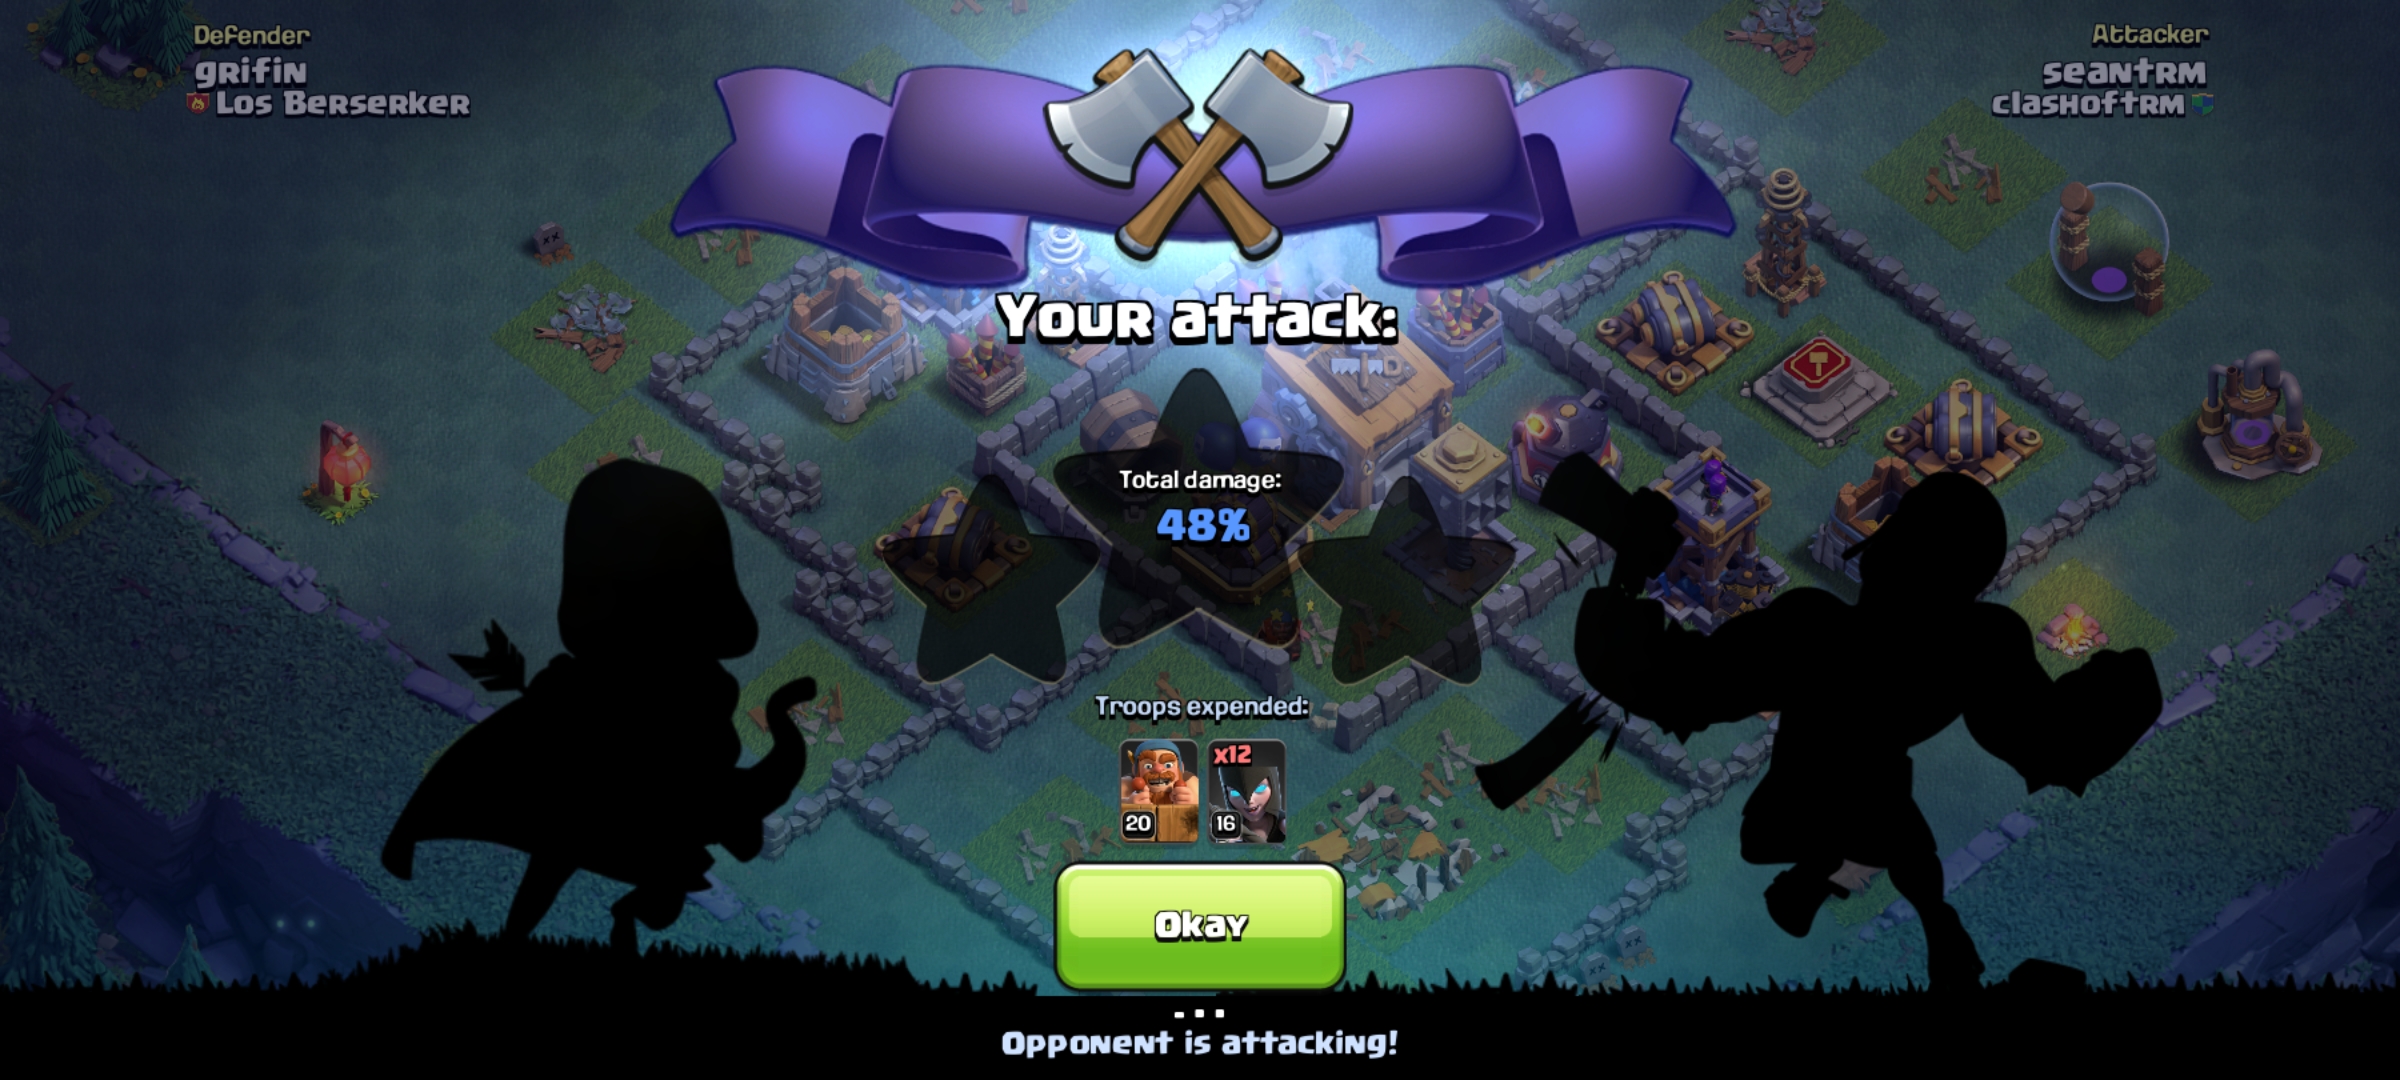 Defender
grifin
Los Berserker
Attacker
seantrm
clashoftrm
Your attack:
Total damage:
48%
Troops expended:
x12
20
16
Okay
...
Opponent is attacking!